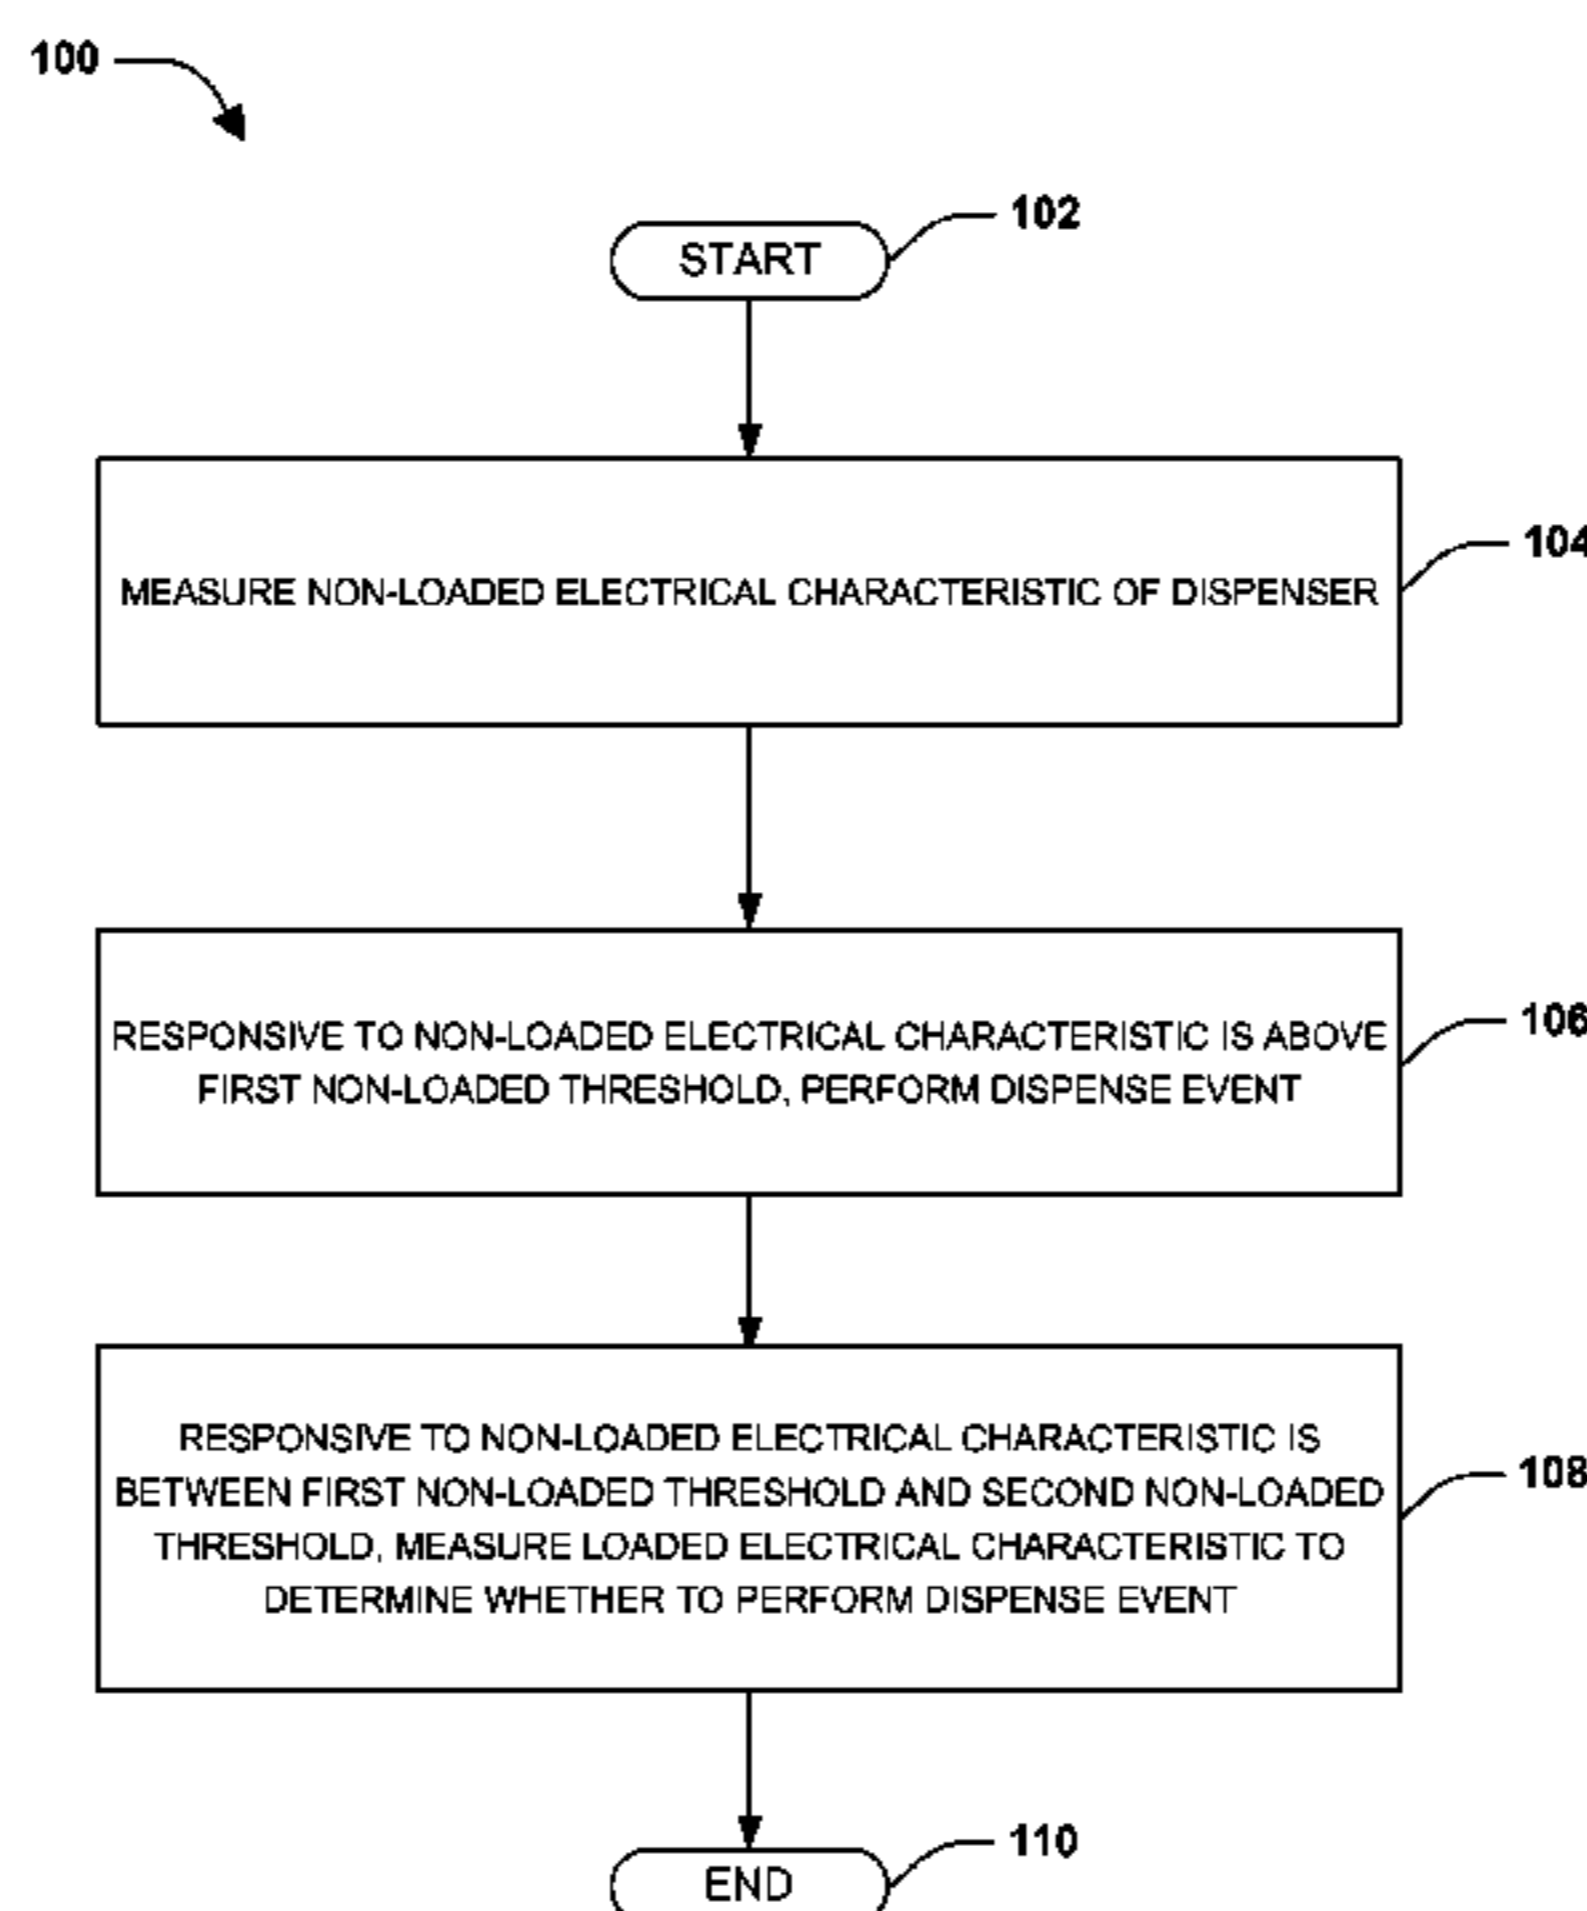 100
102
START
104
MEASURE NON-LOADED ELECTRICAL CHARACTERISTIC OF DISPENSER
106
RESPONSIVE TO NON-LOADED ELECTRICAL CHARACTERISTIC IS ABOVE
FIRST NON-LOADED THRESHOLD, PERFORM DISPENSE EVENT
108
RESPONSIVE TO NON-LOADED ELECTRICAL CHARACTERISTIC IS
BETWEEN FIRST NON-LOADED THRESHOLD AND SECOND NON-LOADED
THRESHOLD, MEASURE LOADED ELECTRICAL CHARACTERISTIC TO
DETERMINE WHETHER TO PERFORM DISPENSE EVENT
110
END